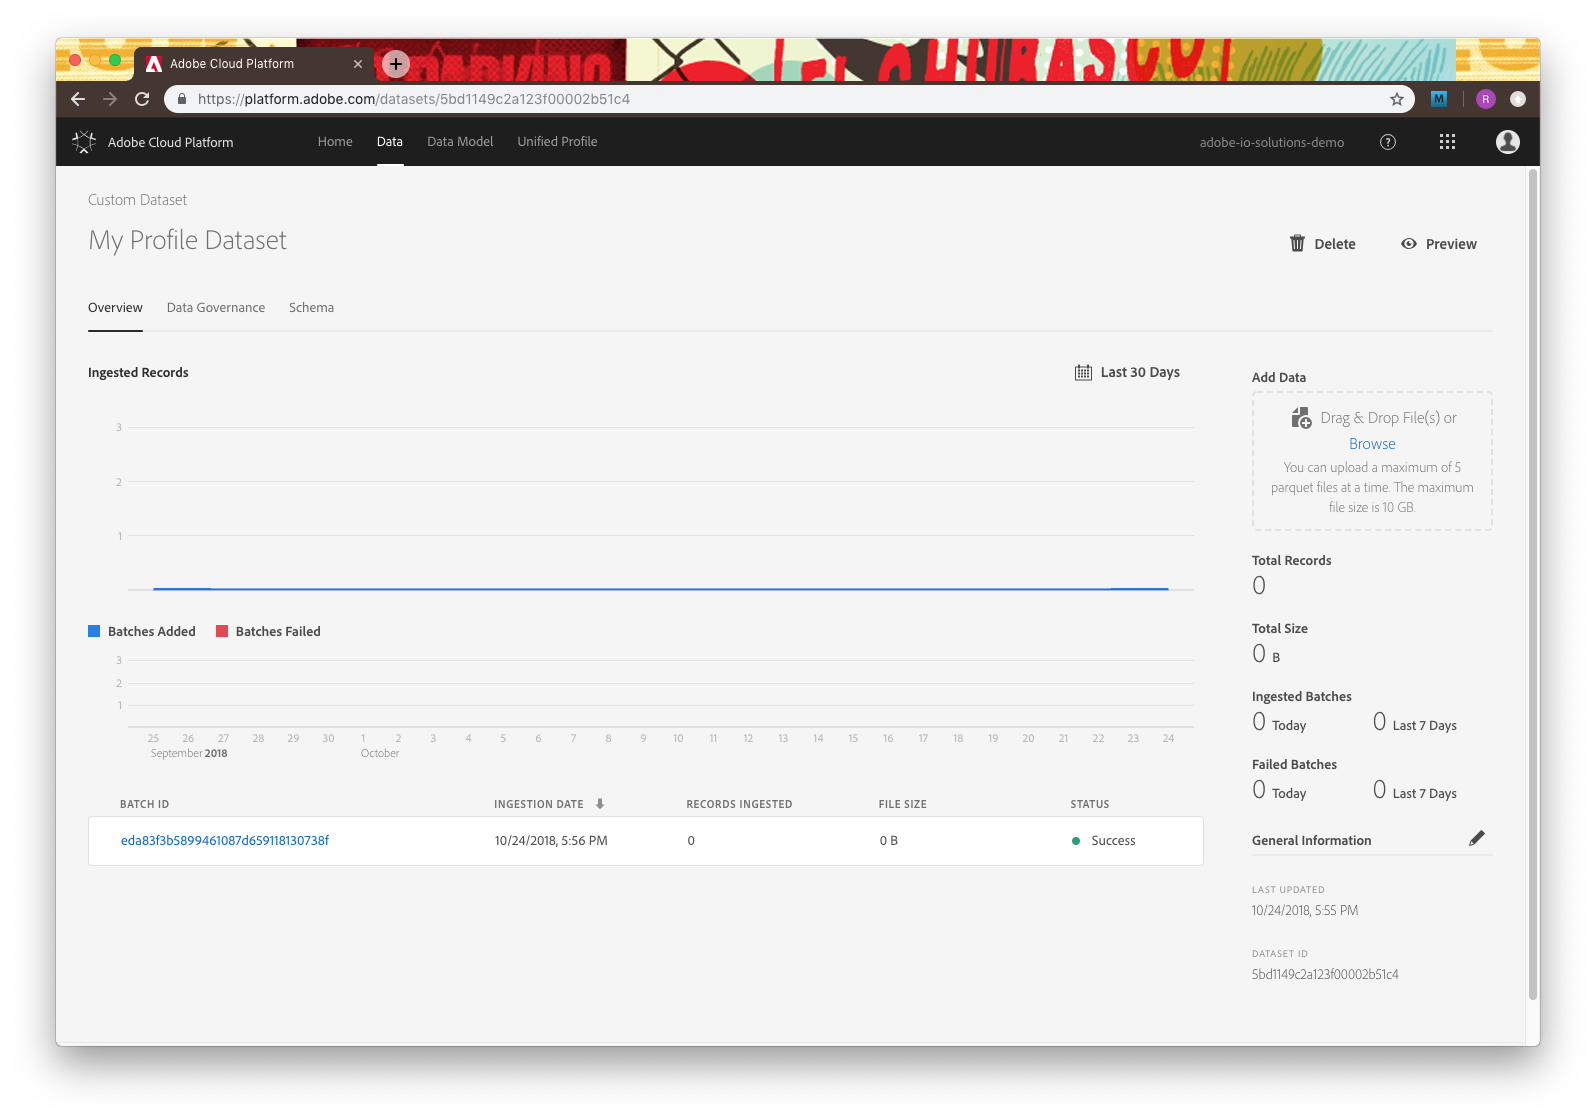 Adobe Cloud Platform
https://platform.adobe.com/datasets/5bd1149c2a123f00002b51c4
M
R
Adobe Cloud Platform Home Data Data Model Unified Profile adobe-io-solutions-demo ?
Custom Dataset
My Profile Dataset
Delete Preview
Overview Data Governance Schema
Ingested Records
Last 30 Days
3
2
1
Batches Added Batches Failed
3
2
1
25 26 27 28 29 30 1 2 3 4 5 6 7 8 9 10 11 12 13 14 15 16 17 18 19 20 21 22 23 24
September 2018 October
BATCH ID INGESTION DATE RECORDS INGESTED FILE SIZE STATUS
eda83f3b5899461087d659118130738f 10/24/2018, 5:56 PM 0 0 B Success
Add Data
Drag & Drop File(s) or
Browse
You can upload a maximum of 5
parquet files at a time. The maximum
file size is 10 GB.
Total Records
0
Total Size
0 B
Ingested Batches
0 Today 0 Last 7 Days
Failed Batches
0 Today 0 Last 7 Days
General Information
LAST UPDATED
10/24/2018, 5:55 PM
DATASET ID
5bd1149c2a123f00002b51c4